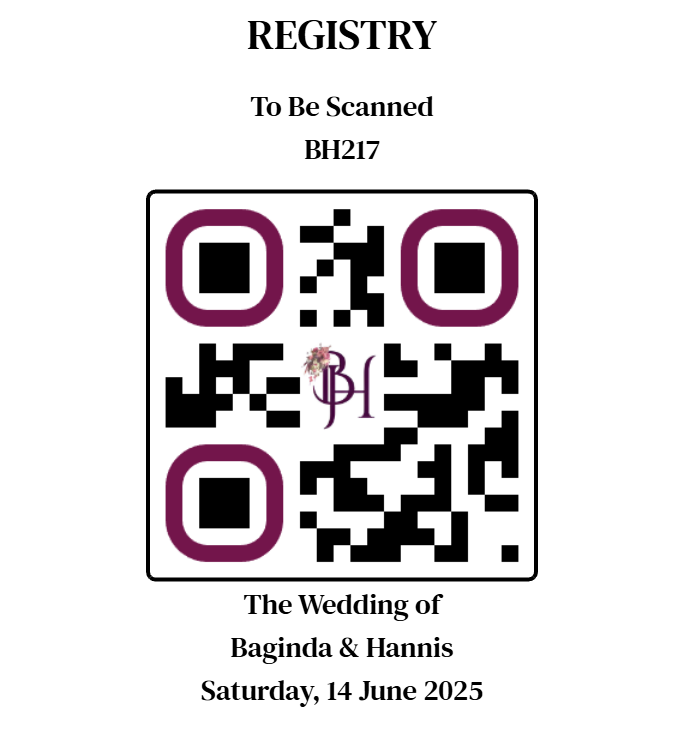 REGISTRY
To Be Scanned
BH217
BH
The Wedding of
Baginda & Hannis
Saturday, 14 June 2025